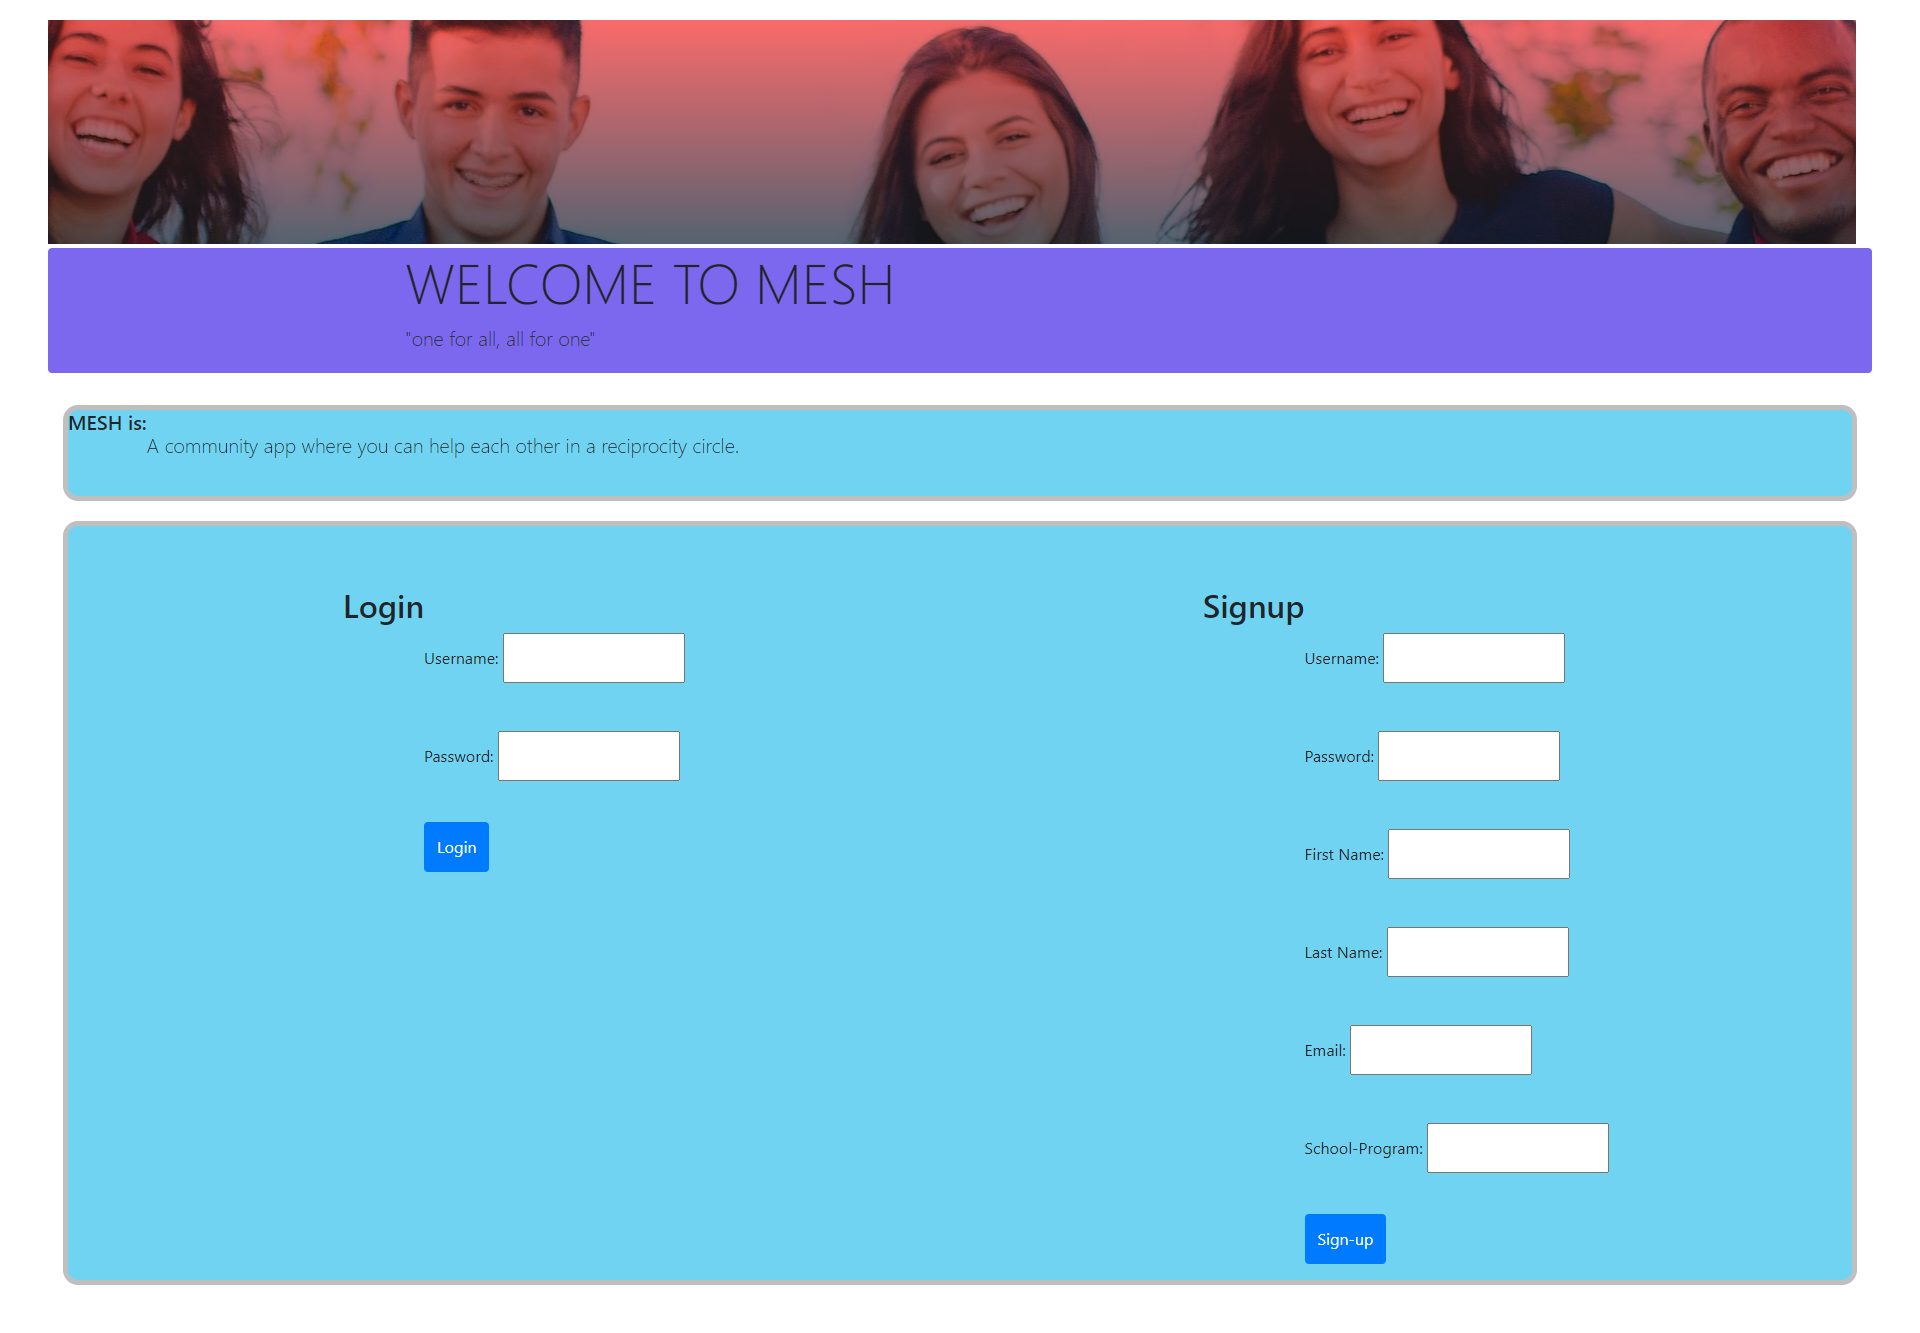 WELCOME TO MESH
"one for all, all for one"
MESH is:
A community app where you can help each other in a reciprocity circle.
Login
Username:
Password:
Login
Signup
Username:
Password:
First Name:
Last Name:
Email:
School-Program:
Sign-up